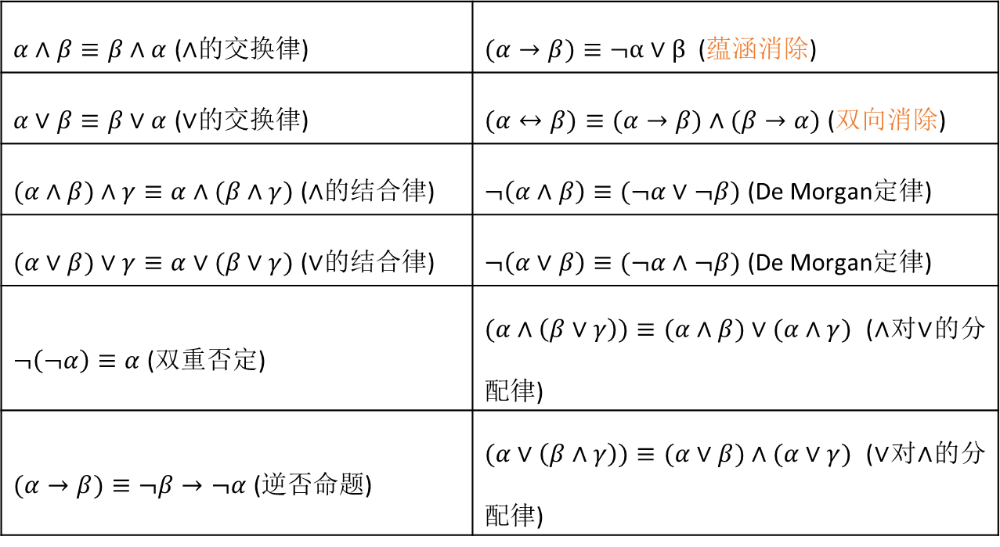 α ∧ β ≡ β ∧ α (∧的交换律)
(α → β) ≡ ¬α ∨ β (蕴涵消除)
α ∨ β ≡ β ∨ α (∨的交换律)
(α ↔ β) ≡ (α → β) ∧ (β → α) (双向消除)
(α ∧ β) ∧ γ ≡ α ∧ (β ∧ γ) (∧的结合律)
¬(α ∧ β) ≡ (¬α ∨ ¬β) (De Morgan定律)
(α ∨ β) ∨ γ ≡ α ∨ (β ∨ γ) (∨的结合律)
¬(α ∨ β) ≡ (¬α ∧ ¬β) (De Morgan定律)
¬(¬α) ≡ α (双重否定)
(α ∧ (β ∨ γ)) ≡ (α ∧ β) ∨ (α ∧ γ) (∧对∨的分
配律)
(α → β) ≡ ¬β → ¬α (逆否命题)
(α ∨ (β ∧ γ)) ≡ (α ∨ β) ∧ (α ∨ γ) (∨对∧的分
配律)